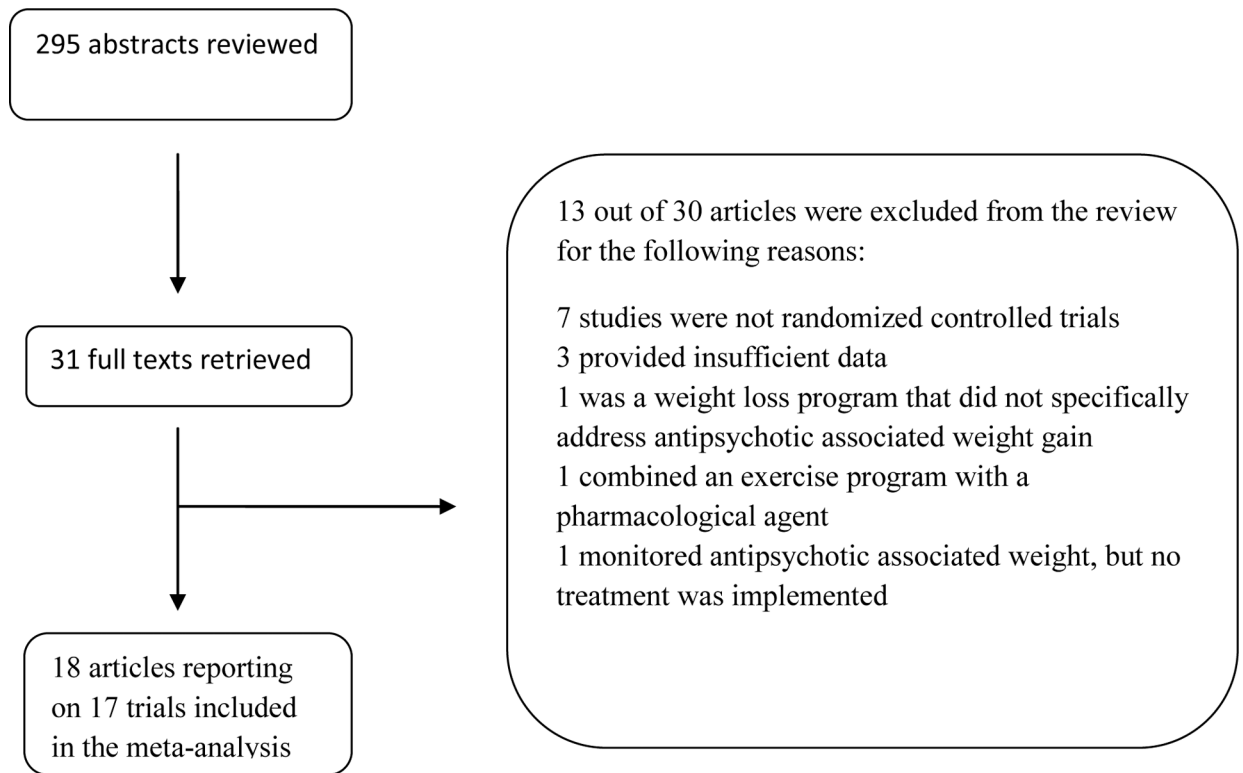 295 abstracts reviewed
31 full texts retrieved
13 out of 30 articles were excluded from the review
for the following reasons:
7 studies were not randomized controlled trials
3 provided insufficient data
1 was a weight loss program that did not specifically
address antipsychotic associated weight gain
1 combined an exercise program with a
pharmacological agent
1 monitored antipsychotic associated weight, but no
treatment was implemented
18 articles reporting
on 17 trials included
in the meta-analysis